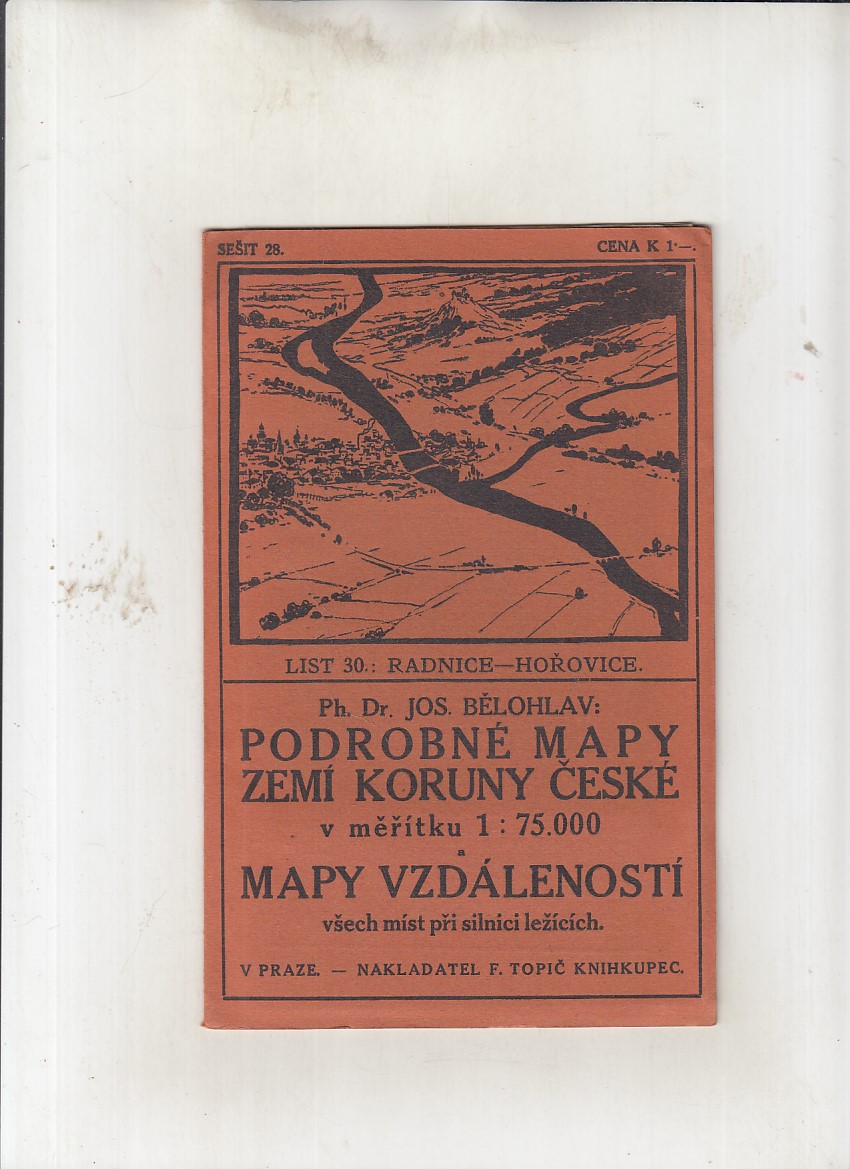 SEŠIT 28.
CENA K 1·—.
LIST 30.: RADNICE—HOŘOVICE.
Ph. Dr. JOS. BĚLOHLAV:
PODROBNÉ MAPY
ZEMÍ KORUNY ČESKÉ
v měřítku 1 : 75.000
a
MAPY VZDÁLENOSTÍ
všech míst při silnici ležících.
V PRAZE. — NAKLADATEL F. TOPIČ KNIHKUPEC.